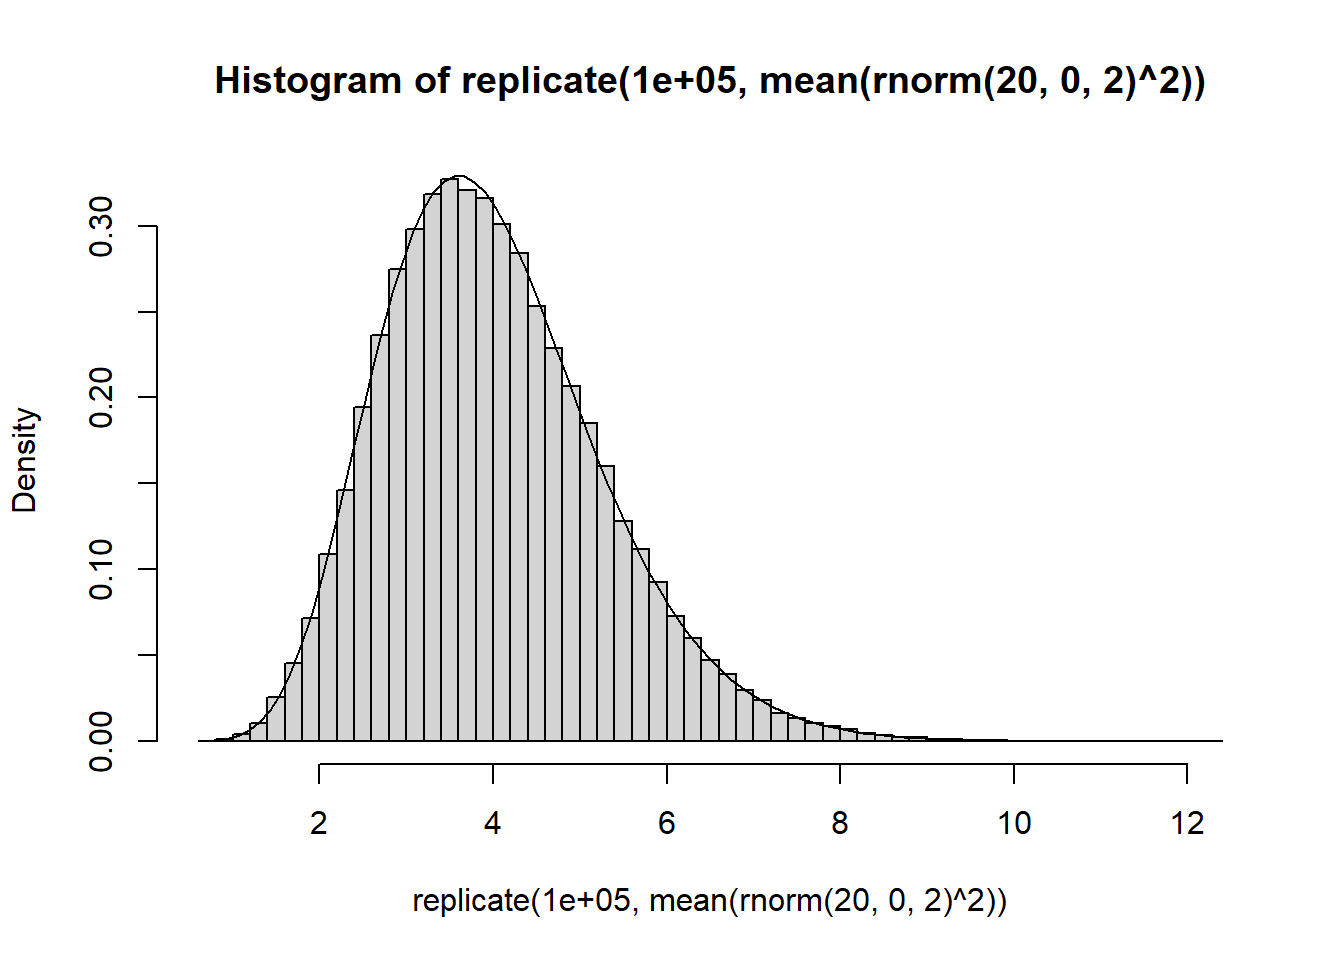 Histogram of replicate(1e+05, mean(rnorm(20, 0, 2)^2))
Density
0.30
0.20
0.10
0.00
2 4 6 8 10 12
replicate(1e+05, mean(rnorm(20, 0, 2)^2))